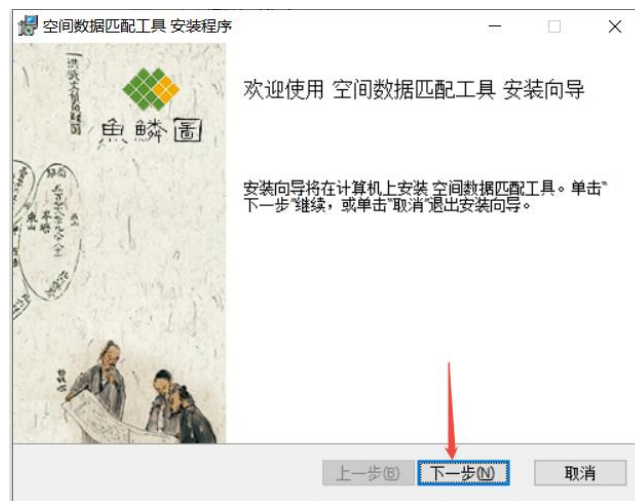 空间数据匹配工具 安装程序
魚鱗圖
欢迎使用 空间数据匹配工具 安装向导
安装向导将在计算机上安装 空间数据匹配工具。单击“
下一步”继续，或单击“取消”退出安装向导。
上一步(B)
下一步(N)
取消